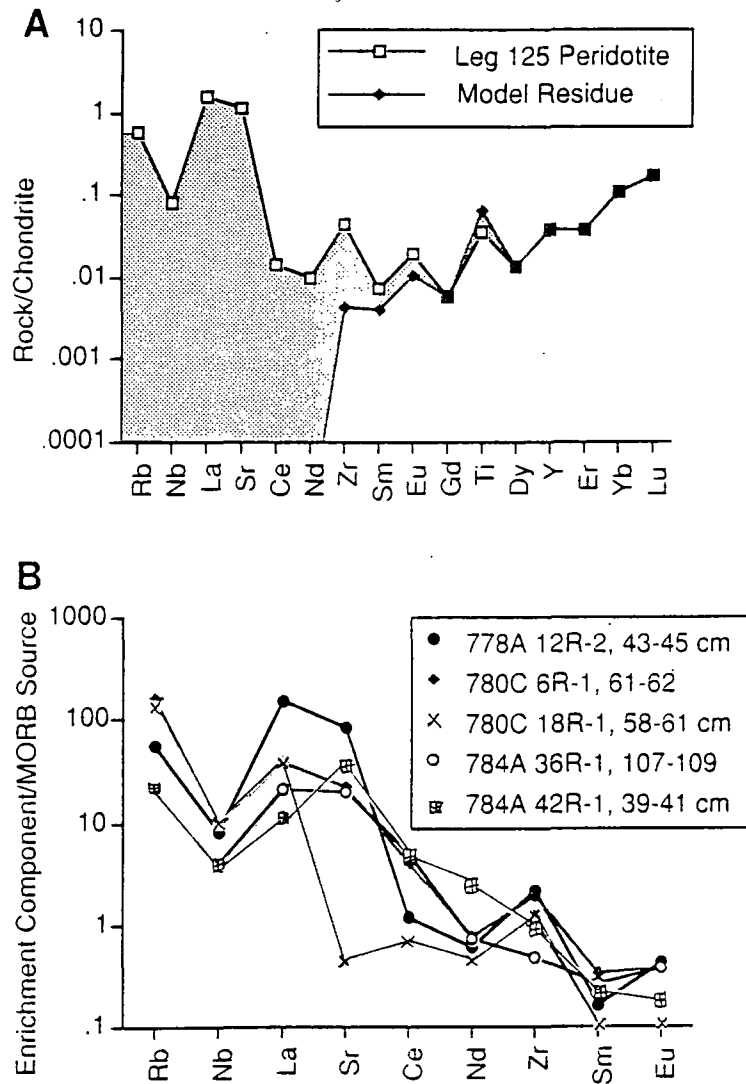 A
10
1
.1
.01
.001
.0001
Rock/Chondrite
Leg 125 Peridotite
Model Residue
Rb Nb La Sr Ce Nd Zr Sm Eu Gd Ti Dy Y Er Yb Lu
B
1000
100
10
1
.1
Enrichment Component/MORB Source
778A 12R-2, 43-45 cm
780C 6R-1, 61-62
780C 18R-1, 58-61 cm
784A 36R-1, 107-109
784A 42R-1, 39-41 cm
Rb Nb La Sr Ce Nd Zr Sm Eu